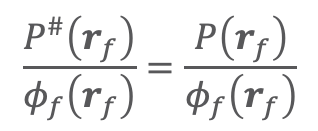 P^#(r_f) / ϕ_f(r_f) = P(r_f) / ϕ_f(r_f)